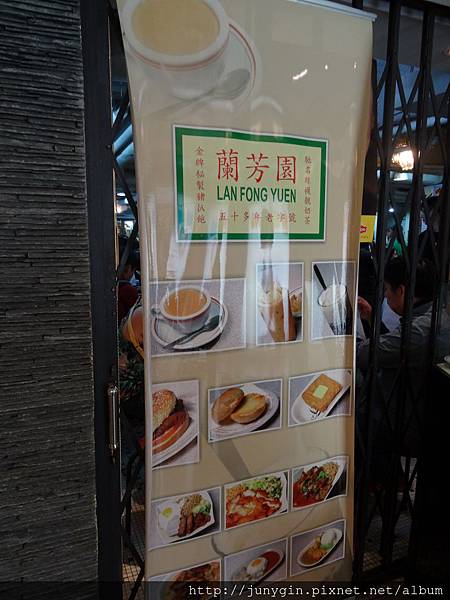 蘭芳園
LAN FONG YUEN
五十多年老字號
金牌秘製豬扒飽
馳名絲襪靚奶茶
http://junygin.pixnet.net/album